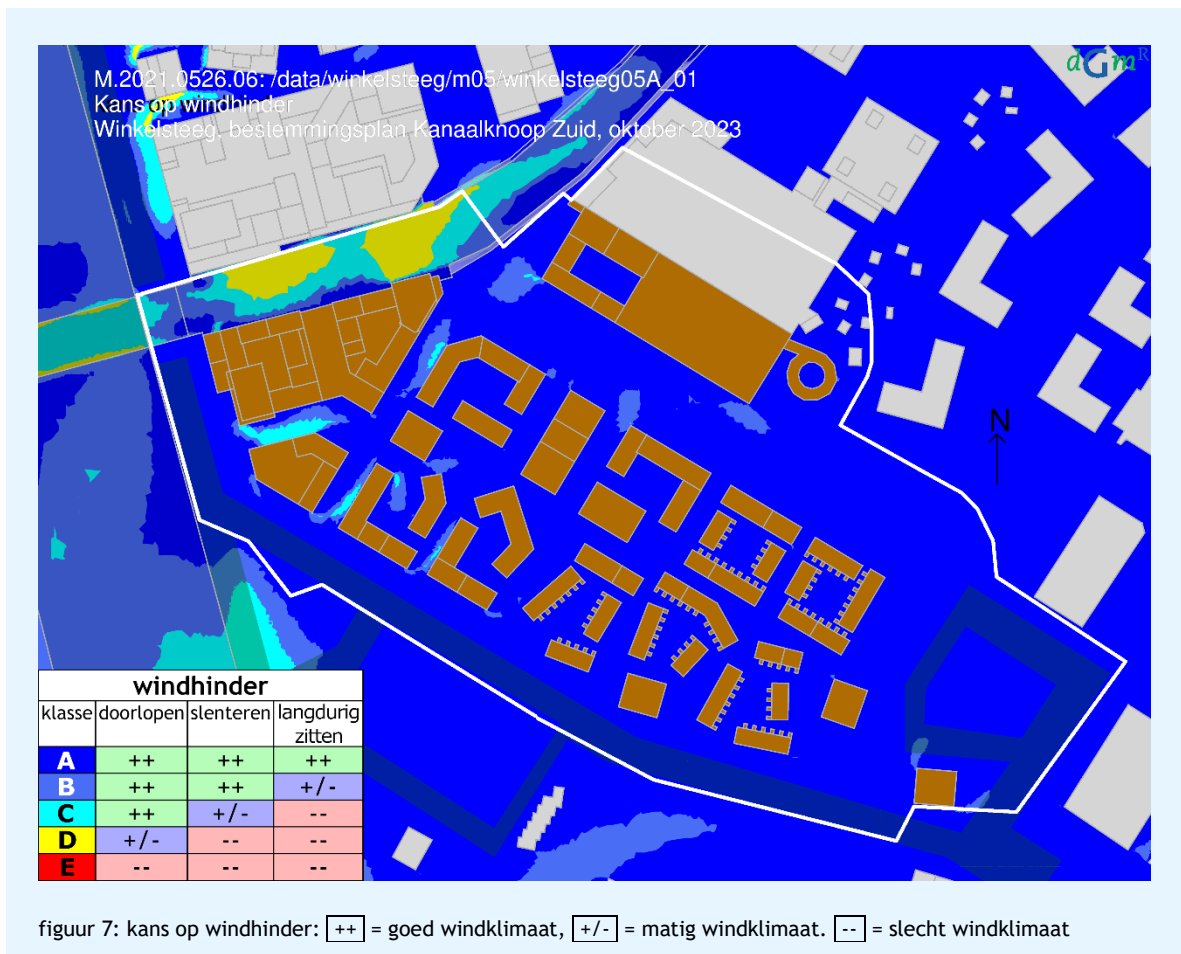 M.2021.0526.06: /data/winkelsteeg/m05/winkelsteeg05A_01
dGmR
Kans op windhinder
Winkelsteeg, bestemmingsplan Kanaalknoop Zuid, oktober 2023
N
windhinder
klasse doorlopen slenteren langdurig
zitten
A ++ ++ ++
B ++ ++ +/-
C ++ +/- --
D +/- -- --
E -- -- --
figuur 7: kans op windhinder: ++ = goed windklimaat, +/- = matig windklimaat. -- = slecht windklimaat